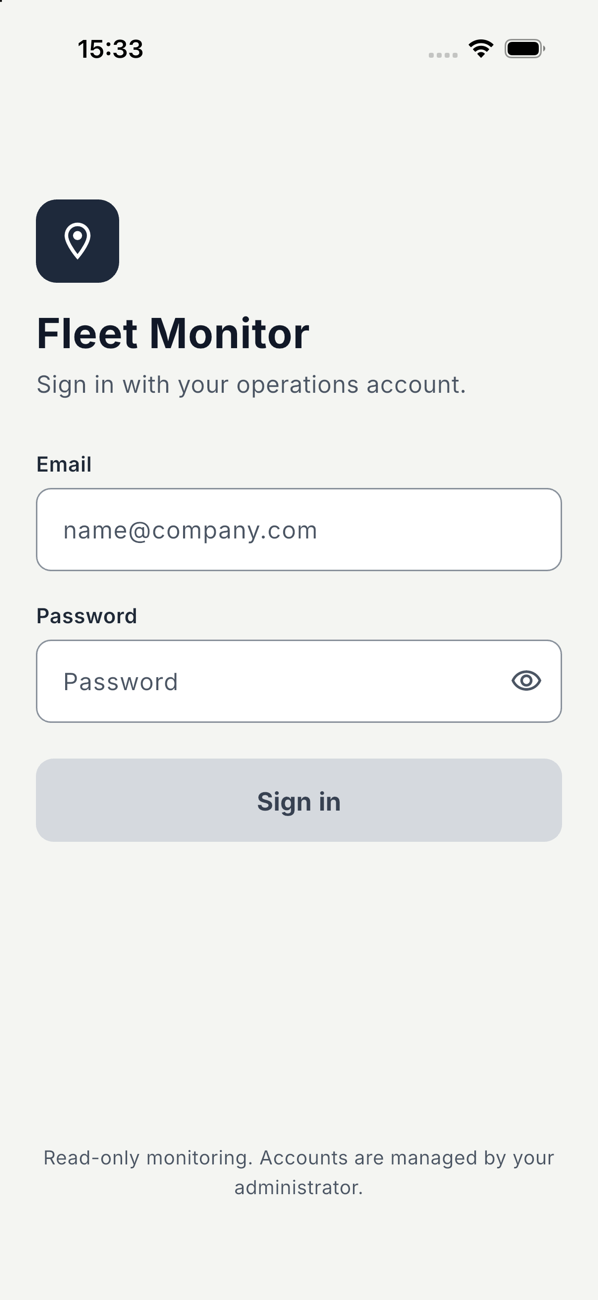 15:33
Fleet Monitor
Sign in with your operations account.
Email
name@company.com
Password
Password
Sign in
Read-only monitoring. Accounts are managed by your
administrator.